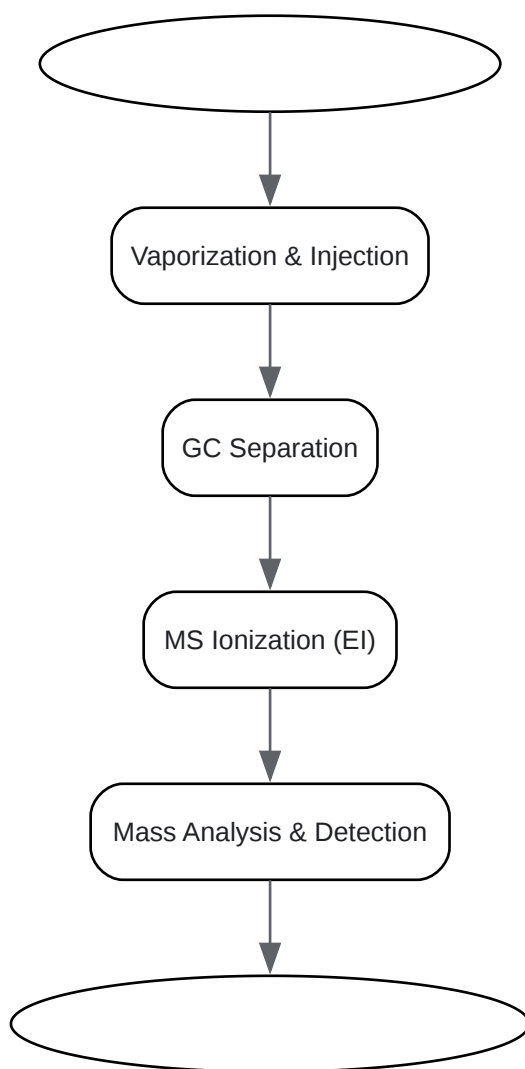 Vaporization & Injection
GC Separation
MS Ionization (EI)
Mass Analysis & Detection